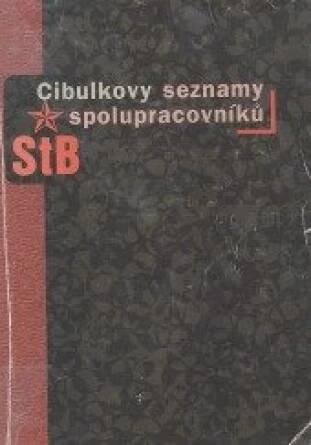 Cibulkovy seznamy
spolupracovníků
StB